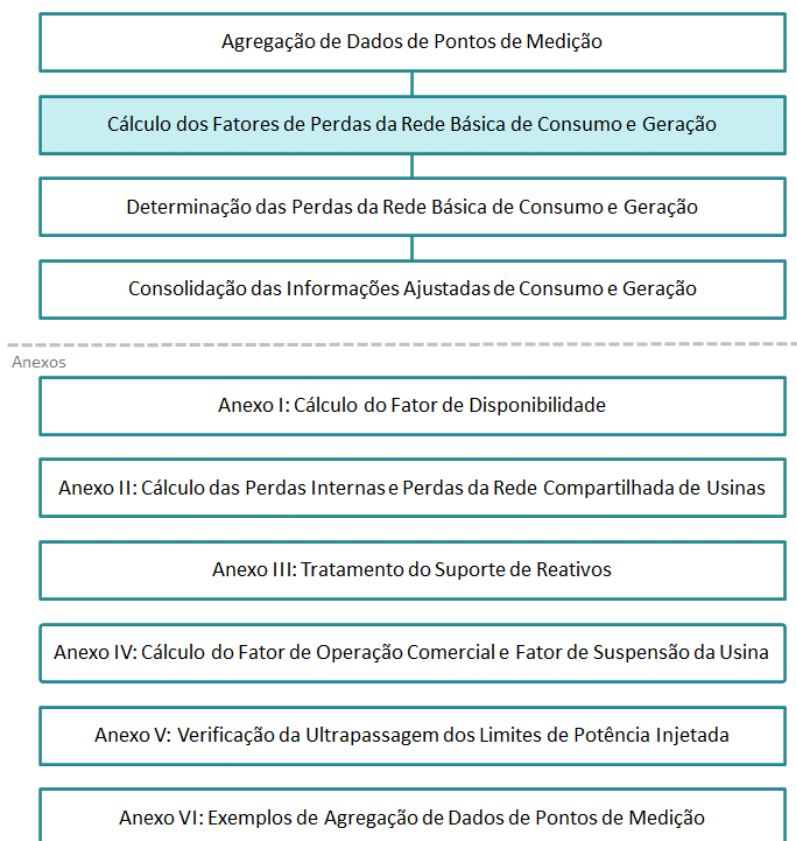 Agregação de Dados de Pontos de Medição
Cálculo dos Fatores de Perdas da Rede Básica de Consumo e Geração
Determinação das Perdas da Rede Básica de Consumo e Geração
Consolidação das Informações Ajustadas de Consumo e Geração
Anexos
Anexo I: Cálculo do Fator de Disponibilidade
Anexo II: Cálculo das Perdas Internas e Perdas da Rede Compartilhada de Usinas
Anexo III: Tratamento do Suporte de Reativos
Anexo IV: Cálculo do Fator de Operação Comercial e Fator de Suspensão da Usina
Anexo V: Verificação da Ultrapassagem dos Limites de Potência Injetada
Anexo VI: Exemplos de Agregação de Dados de Pontos de Medição